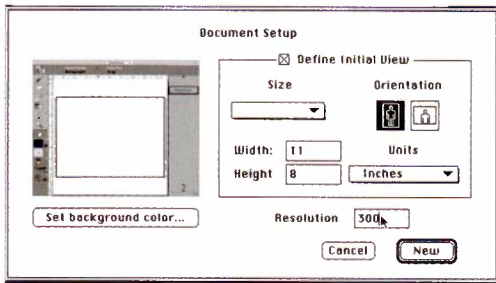 Document Setup
Define Initial View
Size
Orientation
Width: 11
Units
Height 8
Inches
Set background color...
Resolution 300
Cancel
New